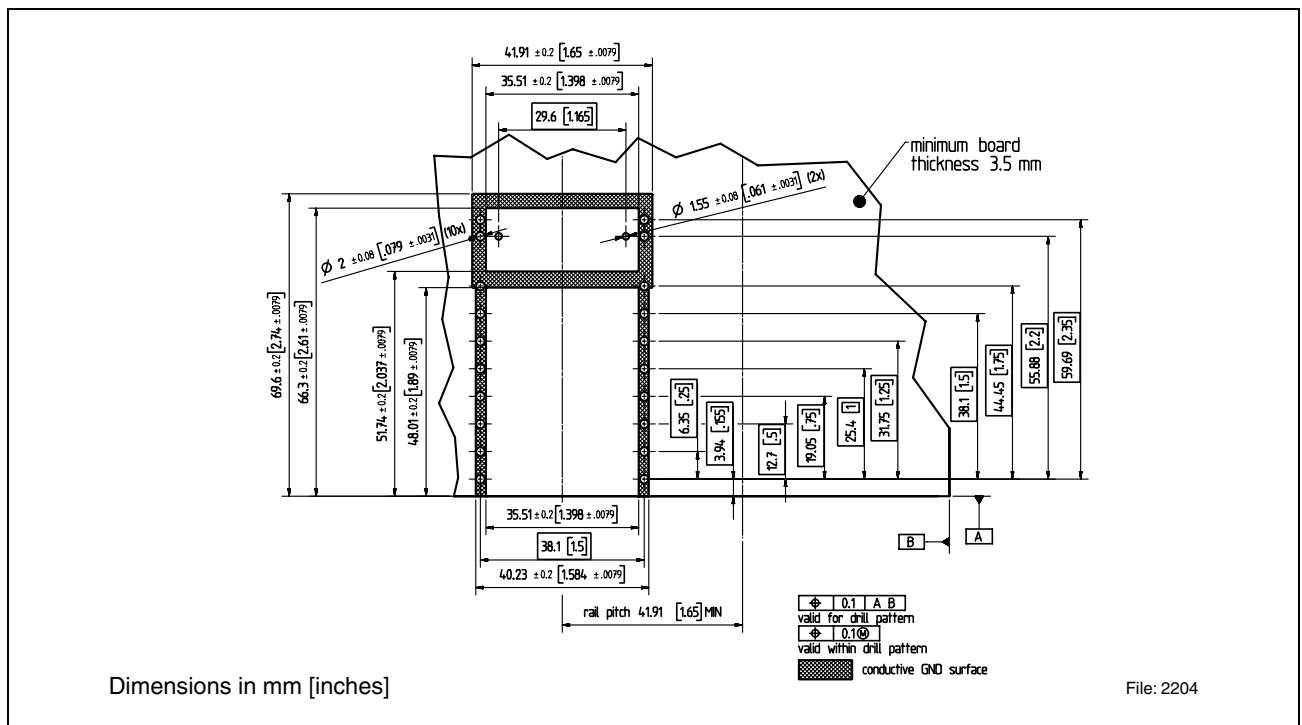 41.91 ± 0.2 [1.65 ± .0079]
35.51 ± 0.2 [1.398 ± .0079]
29.6 [1.165]
minimum board
thickness 3.5 mm
Ø 1.55 ± 0.08 [.061 ± .0031] (2x)
Ø 2 ± 0.08 [.079 ± .0031] (10x)
69.6 ± 0.2 [2.74 ± .0079]
66.3 ± 0.2 [2.61 ± .0079]
51.74 ± 0.2 [2.037 ± .0079]
48.01 ± 0.2 [1.89 ± .0079]
6.35 [.25]
3.94 [.155]
12.7 [.5]
19.05 [.75]
25.4 [1]
31.75 [1.25]
38.1 [1.5]
44.45 [1.75]
55.88 [2.2]
59.69 [2.35]
35.51 ± 0.2 [1.398 ± .0079]
38.1 [1.5]
40.23 ± 0.2 [1.584 ± .0079]
rail pitch 41.91 [1.65] MIN
B
A
⌖ 0.1 A B
valid for drill pattern
⌖ 0.1Ⓜ
valid within drill pattern
conductive GND surface
Dimensions in mm [inches]
File: 2204